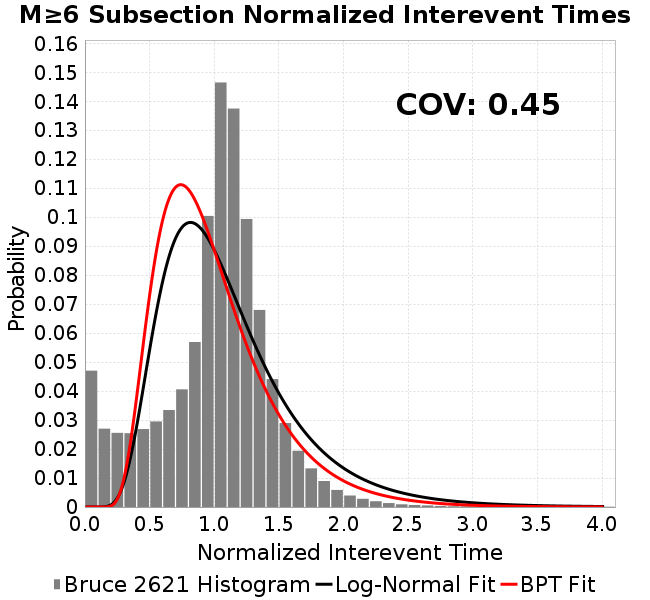 M≥6 Subsection Normalized Interevent Times
COV: 0.45
Probability
0.16
0.15
0.14
0.13
0.12
0.11
0.1
0.09
0.08
0.07
0.06
0.05
0.04
0.03
0.02
0.01
0
0.0 0.5 1.0 1.5 2.0 2.5 3.0 3.5 4.0
Normalized Interevent Time
Bruce 2621 Histogram Log-Normal Fit BPT Fit